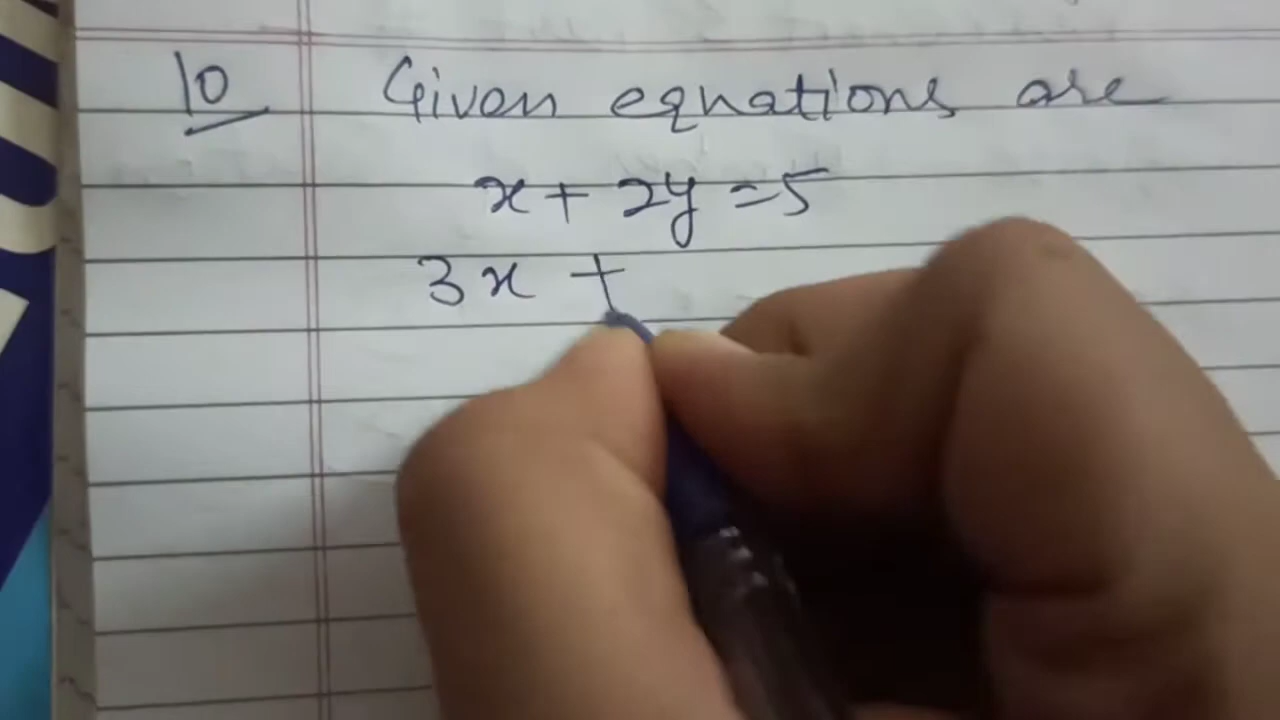 10 Given equations are
x + 2y = 5
3x +